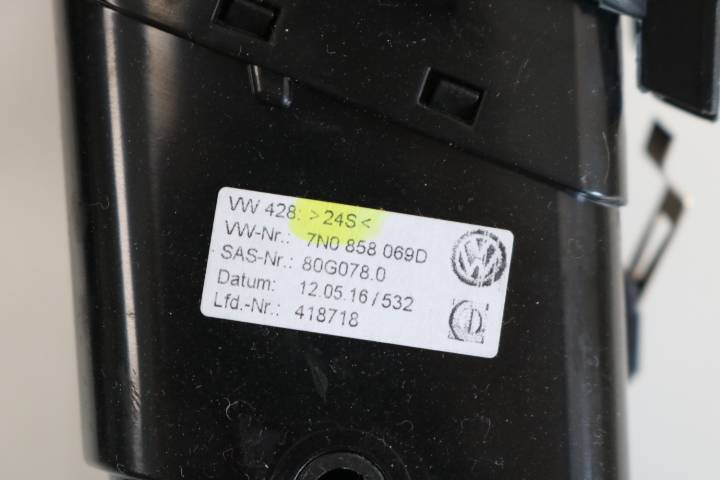 VW 428: >24S<
VW-Nr.: 7N0 858 069D
SAS-Nr.: 80G078.0
Datum: 12.05.16 / 532
Lfd.-Nr.: 418718